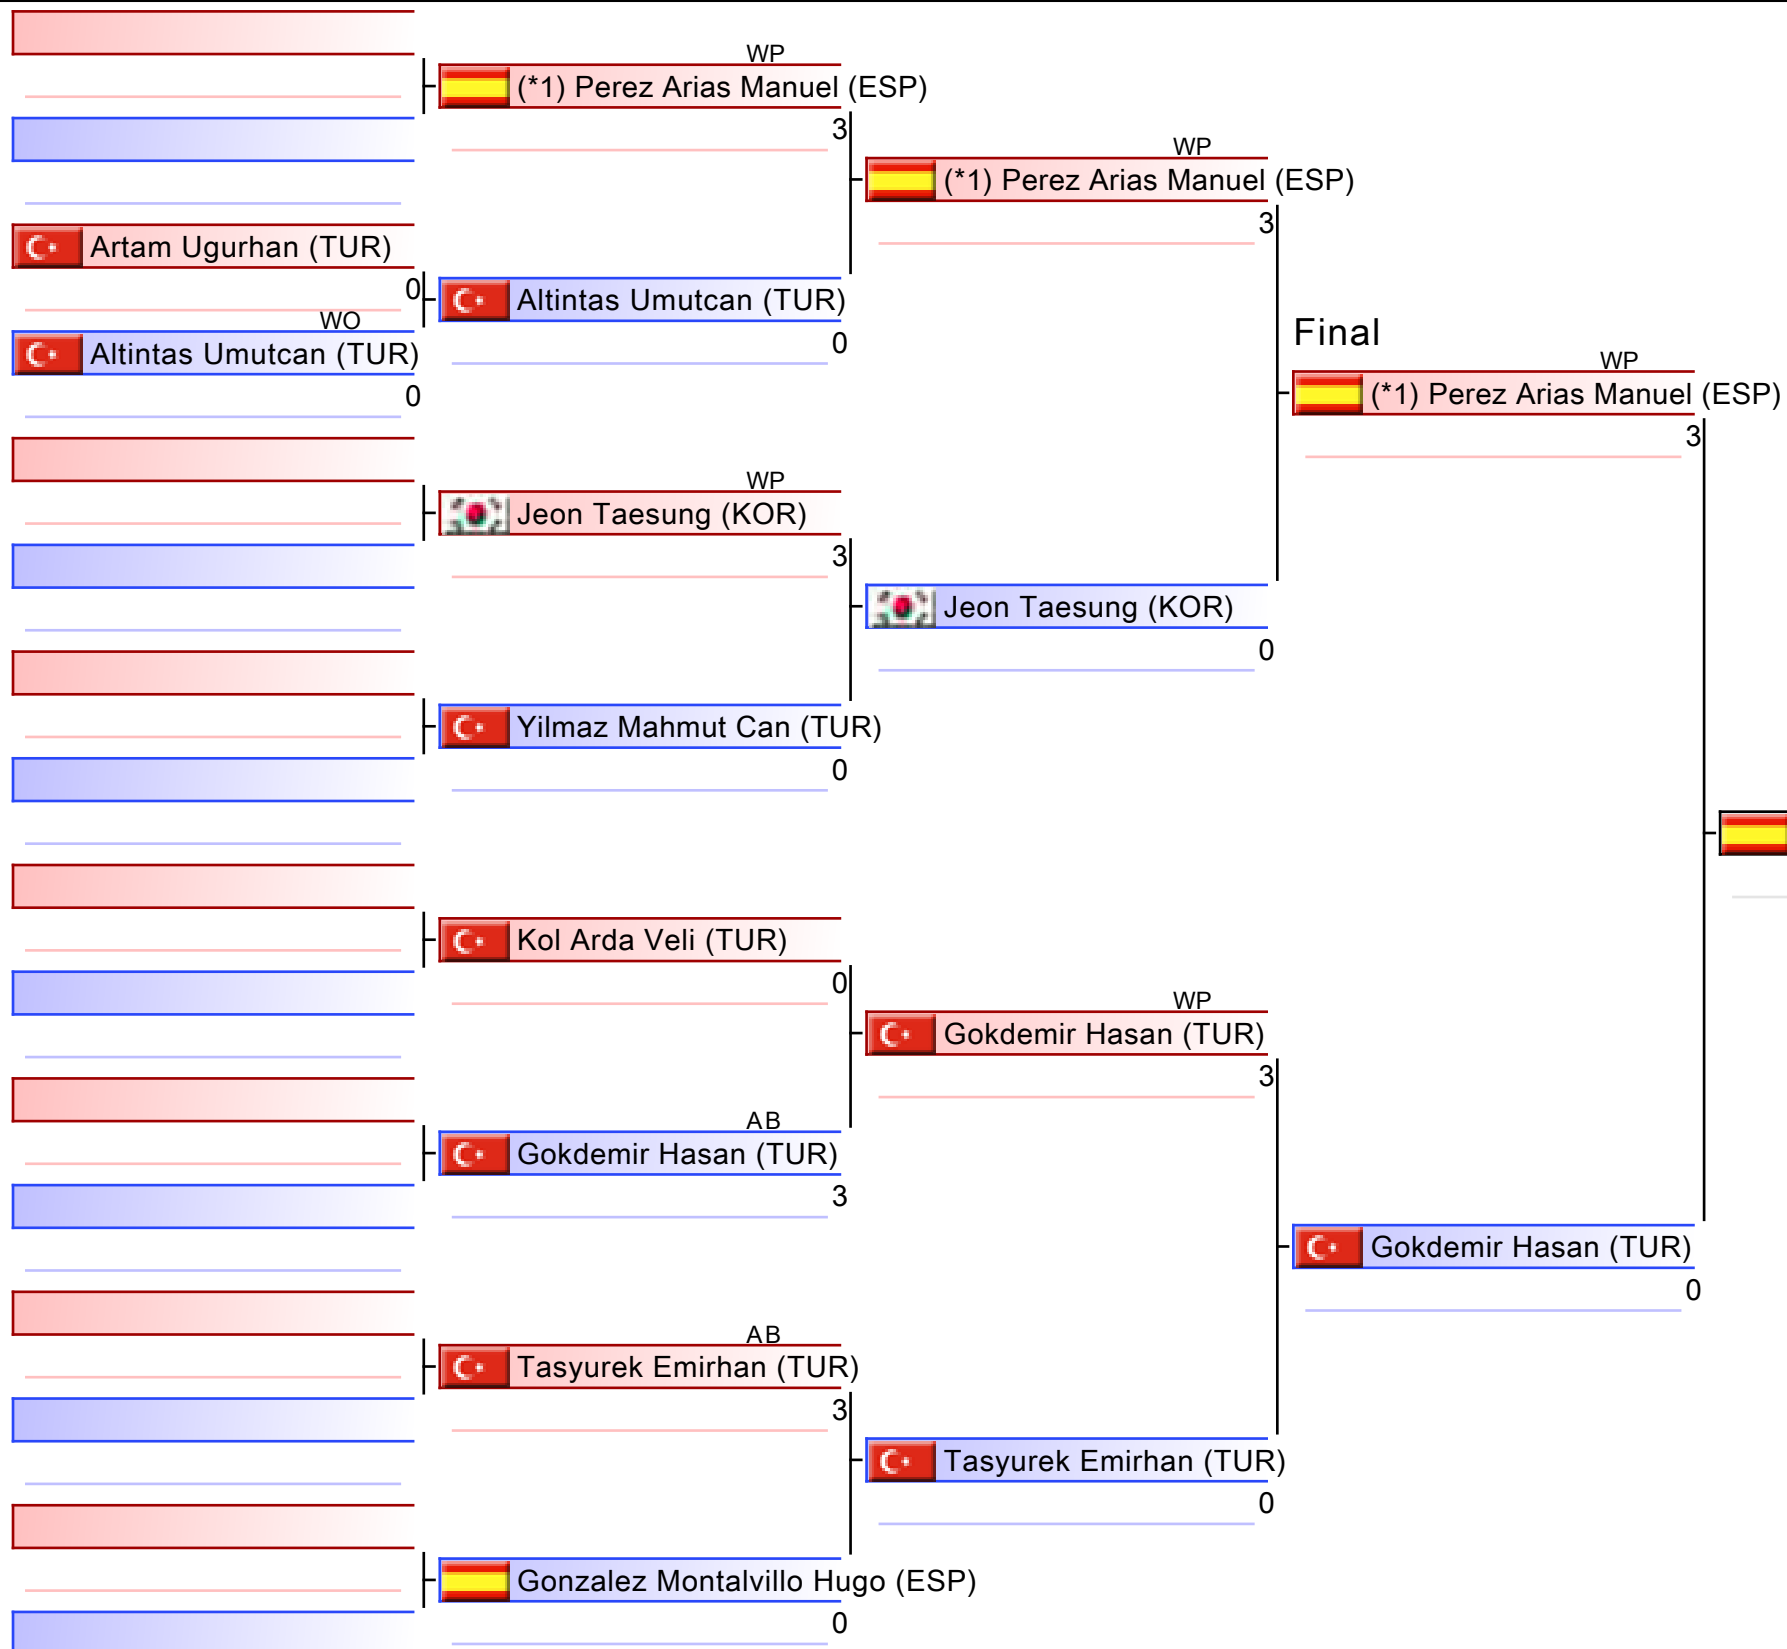 WP
(*1) Perez Arias Manuel (ESP)
3
WP
(*1) Perez Arias Manuel (ESP)
3
Artam Ugurhan (TUR)
0
Altintas Umutcan (TUR)
0
WO
Altintas Umutcan (TUR)
0
Final
WP
(*1) Perez Arias Manuel (ESP)
3
WP
Jeon Taesung (KOR)
3
Jeon Taesung (KOR)
0
Yilmaz Mahmut Can (TUR)
0
Kol Arda Veli (TUR)
0
WP
Gokdemir Hasan (TUR)
3
AB
Gokdemir Hasan (TUR)
3
Gokdemir Hasan (TUR)
0
AB
Tasyurek Emirhan (TUR)
3
Tasyurek Emirhan (TUR)
0
Gonzalez Montalvillo Hugo (ESP)
0